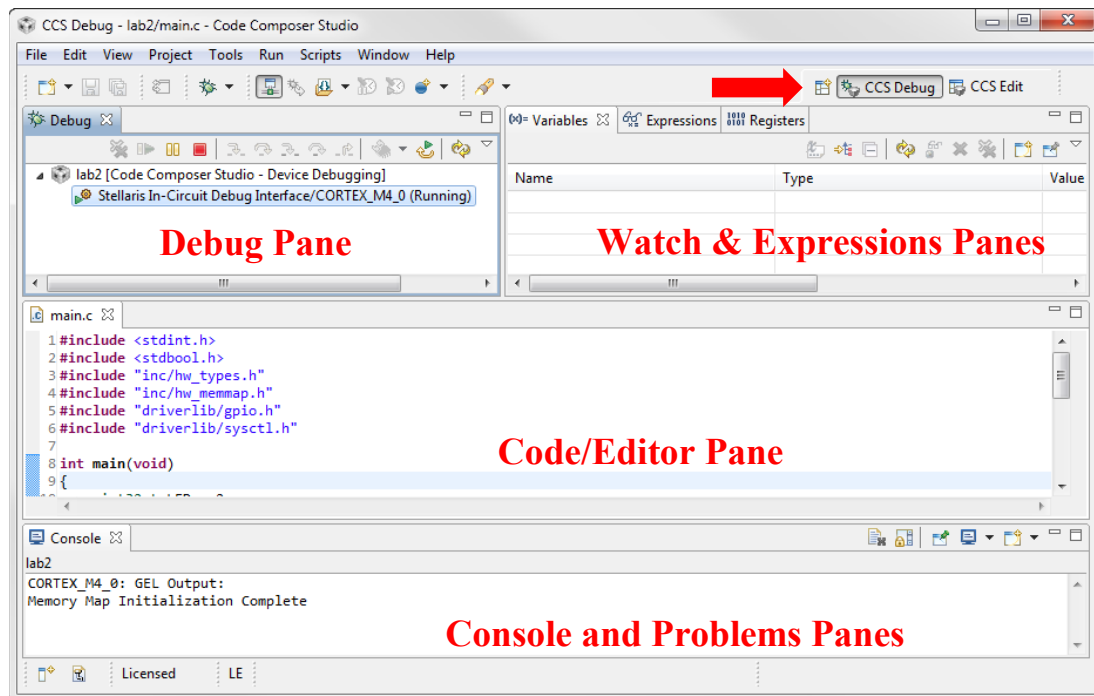 CCS Debug - lab2/main.c - Code Composer Studio
File Edit View Project Tools Run Scripts Window Help
CCS Debug CCS Edit
Debug
(x)= Variables Expressions 1010 0101 Registers
lab2 [Code Composer Studio - Device Debugging]
Stellaris In-Circuit Debug Interface/CORTEX_M4_0 (Running)
Name Type Value
Debug Pane
Watch & Expressions Panes
main.c
1 #include <stdint.h>
2 #include <stdbool.h>
3 #include "inc/hw_types.h"
4 #include "inc/hw_memmap.h"
5 #include "driverlib/gpio.h"
6 #include "driverlib/sysctl.h"
7
8 int main(void)
9 {
Code/Editor Pane
Console
lab2
CORTEX_M4_0: GEL Output:
Memory Map Initialization Complete
Console and Problems Panes
Licensed LE